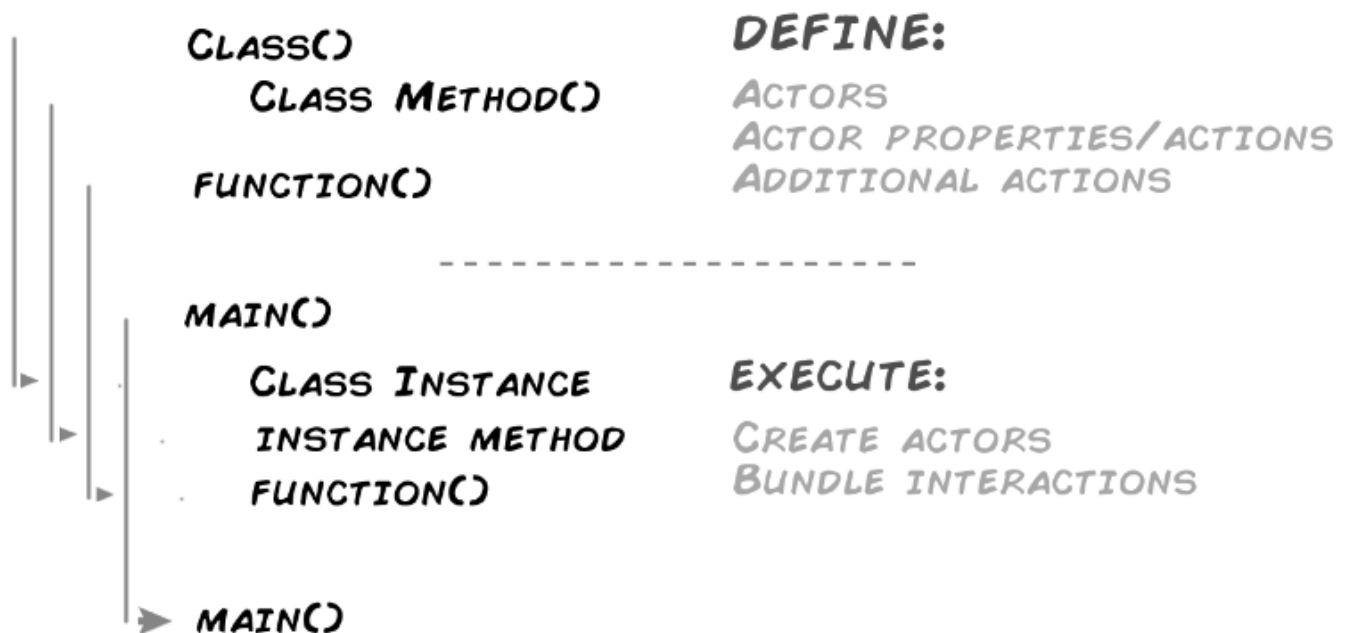 CLASS()
CLASS METHOD()
FUNCTION()
DEFINE:
ACTORS
ACTOR PROPERTIES/ACTIONS
ADDITIONAL ACTIONS
MAIN()
CLASS INSTANCE
INSTANCE METHOD
FUNCTION()
EXECUTE:
CREATE ACTORS
BUNDLE INTERACTIONS
MAIN()